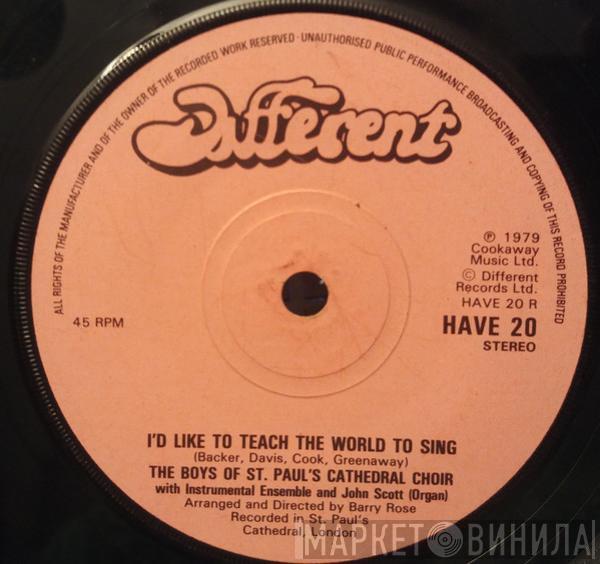 ALL RIGHTS OF THE MANUFACTURER AND OF THE OWNER OF THE RECORDED WORK RESERVED · UNAUTHORISED PUBLIC PERFORMANCE BROADCASTING AND COPYING OF THIS RECORD PROHIBITED
Different
℗ 1979
Cookaway
Music Ltd.
© Different
Records Ltd.
HAVE 20 R
45 RPM
HAVE 20
STEREO
I'D LIKE TO TEACH THE WORLD TO SING
(Backer, Davis, Cook, Greenaway)
THE BOYS OF ST. PAUL'S CATHEDRAL CHOIR
with Instrumental Ensemble and John Scott (Organ)
Arranged and Directed by Barry Rose
Recorded in St. Paul's
Cathedral, London
МАРКЕТ ВИНИЛА